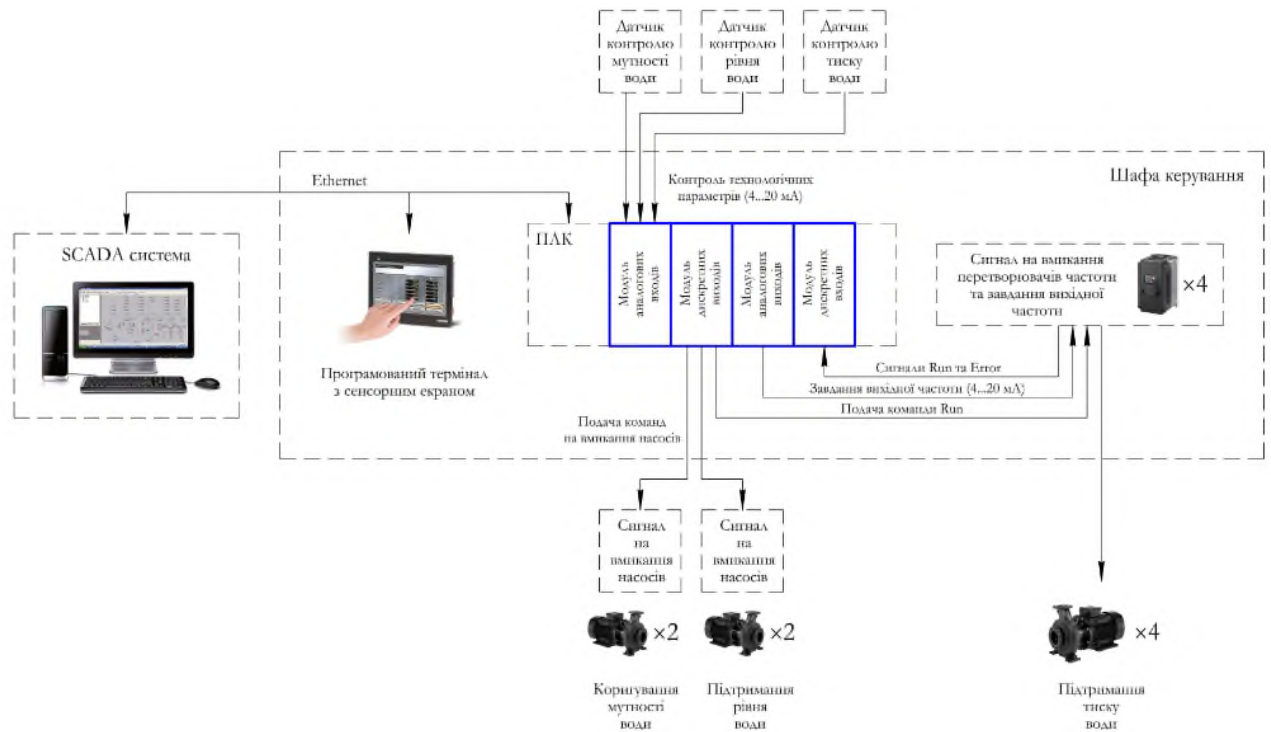 Датчик
контролю
мутності
води
Датчик
контролю
рівня
води
Датчик
контролю
тиску
води
Ethernet
Контроль технологічних
параметрів (4...20 мА)
Шафа керування
SCADA система
ПЛК
Модуль
аналогових
входів
Модуль
дискретних
виходів
Модуль
аналогових
виходів
Модуль
дискретних
входів
Сигнал на вмикання
перетворювачів частоти
та завдання вихідної
частоти
×4
Програмований термінал
з сенсорним екраном
Сигнали Run та Error
Завдання вихідної частоти (4...20 мА)
Подача команди Run
Подача команд
на вмикання насосів
Сигнал
на
вмикання
насосів
Сигнал
на
вмикання
насосів
×2
×2
×4
Коригування
мутності
води
Підтримання
рівня
води
Підтримання
тиску
води